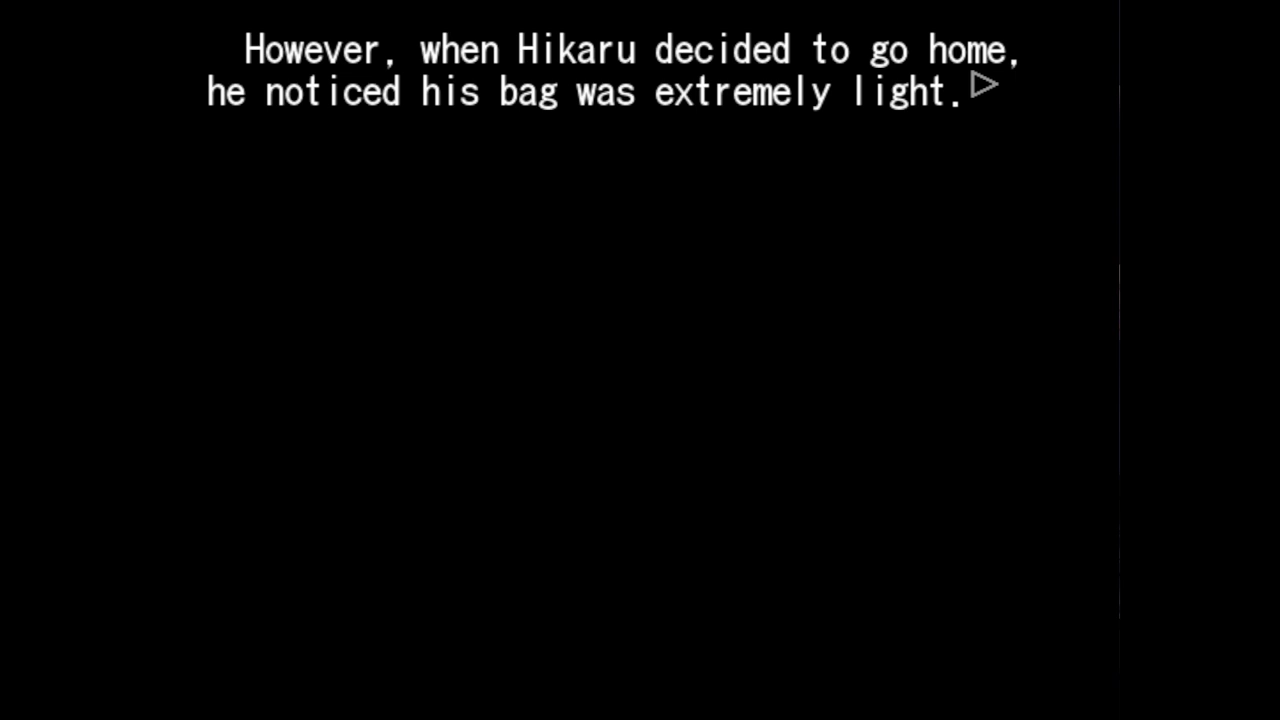 However, when Hikaru decided to go home,
he noticed his bag was extremely light.